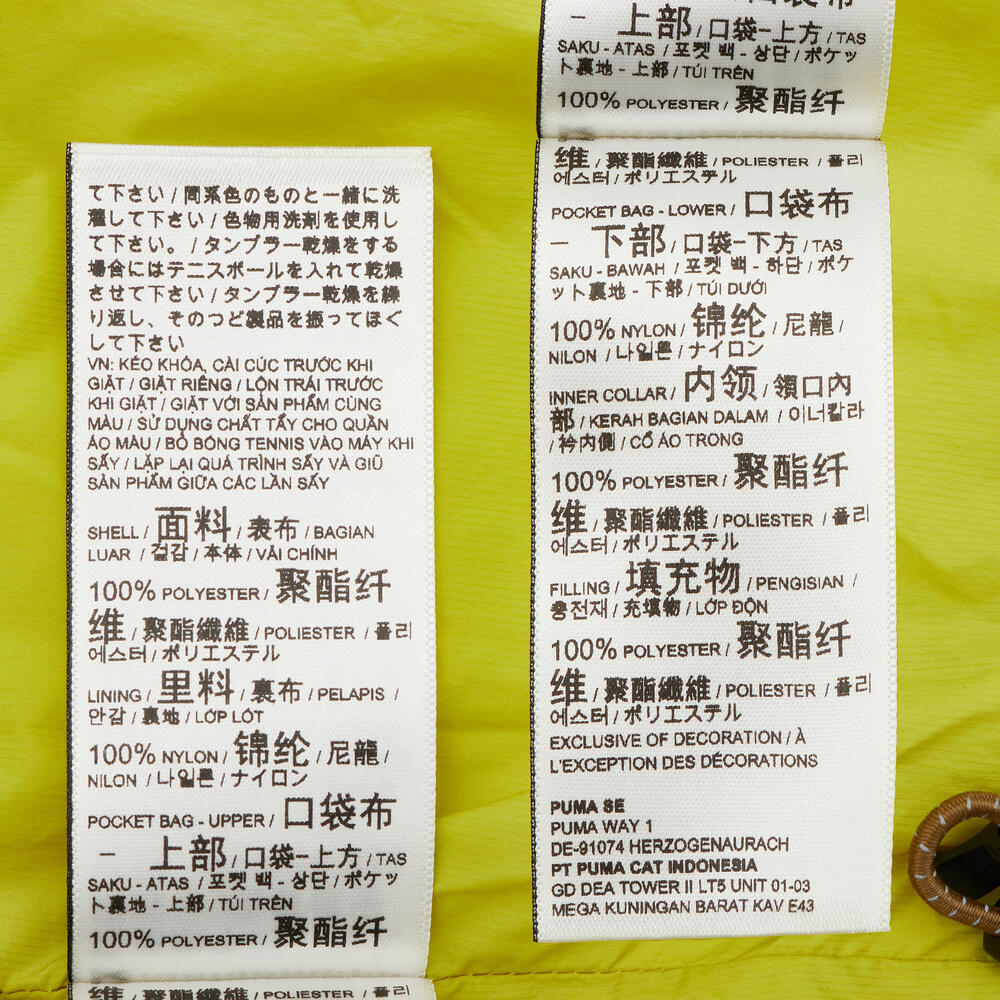 て下さい / 同系色のものと一緒に洗
濯して下さい / 色物用洗剤を使用し
て下さい。 / タンブラー乾燥をする
場合にはテニスボールを入れて乾燥
させて下さい / タンブラー乾燥を繰
り返し、そのつど製品を振ってほぐ
して下さい
VN: KÉO KHÓA, CÀI CÚC TRƯỚC KHI
GIẶT / GIẶT RIÊNG / LỘN TRÁI TRƯỚC
KHI GIẶT / GIẶT VỚI SẢN PHẨM CÙNG
MÀU / SỬ DỤNG CHẤT TẨY CHO QUẦN
ÁO MÀU / BỎ BÓNG TENNIS VÀO MÁY KHI
SẤY / LẶP LẠI QUÁ TRÌNH SẤY VÀ GIŨ
SẢN PHẨM GIỮA CÁC LẦN SẤY
SHELL / 面料 / 表布 / BAGIAN
LUAR / 겉감 / 本体 / VẢI CHÍNH
100% POLYESTER / 聚酯纤
维 / 聚酯纖維 / POLIESTER / 폴리
에스터 / ポリエステル
LINING / 里料 / 裏布 / PELAPIS /
안감 / 裏地 / LỚP LÓT
100% NYLON / 锦纶 / 尼龍 /
NILON / 나일론 / ナイロン
POCKET BAG - UPPER / 口袋布
– 上部 / 口袋–上方 / TAS
SAKU - ATAS / 포켓 백 - 상단 / ポケッ
ト裏地 - 上部 / TÚI TRÊN
100% POLYESTER / 聚酯纤
维 / 聚酯纖維 / POLIESTER / 폴리
口袋布
– 上部 / 口袋–上方 / TAS
SAKU - ATAS / 포켓 백 - 상단 / ポケッ
ト裏地 - 上部 / TÚI TRÊN
100% POLYESTER / 聚酯纤
维 / 聚酯纖維 / POLIESTER / 폴리
에스터 / ポリエステル
POCKET BAG - LOWER / 口袋布
– 下部 / 口袋–下方 / TAS
SAKU - BAWAH / 포켓 백 - 하단 / ポケ
ット裏地 - 下部 / TÚI DƯỚI
100% NYLON / 锦纶 / 尼龍 /
NILON / 나일론 / ナイロン
INNER COLLAR / 内领 / 領口內
部 / KERAH BAGIAN DALAM / 이너칼라
/ 衿内側 / CỔ ÁO TRONG
100% POLYESTER / 聚酯纤
维 / 聚酯纖維 / POLIESTER / 폴리
에스터 / ポリエステル
FILLING / 填充物 / PENGISIAN /
충전재 / 充填物 / LỚP ĐỘN
100% POLYESTER / 聚酯纤
维 / 聚酯纖維 / POLIESTER / 폴리
에스터 / ポリエステル
EXCLUSIVE OF DECORATION / À
L'EXCEPTION DES DÉCORATIONS
PUMA SE
PUMA WAY 1
DE-91074 HERZOGENAURACH
PT PUMA CAT INDONESIA
GD DEA TOWER II LT5 UNIT 01-03
MEGA KUNINGAN BARAT KAV E43